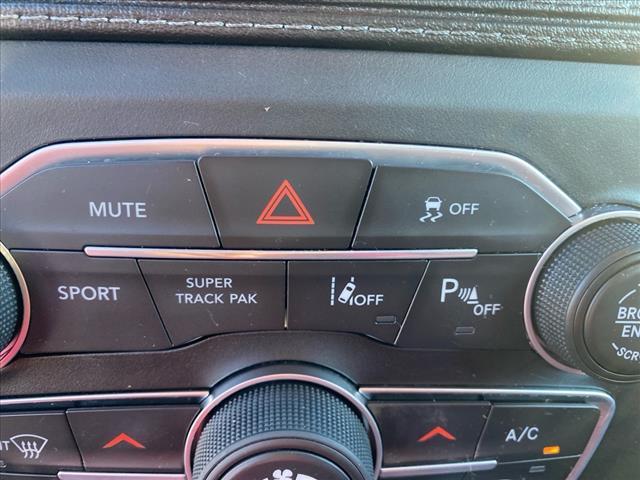 MUTE
OFF
SPORT
SUPER
TRACK PAK
OFF
P
OFF
A/C